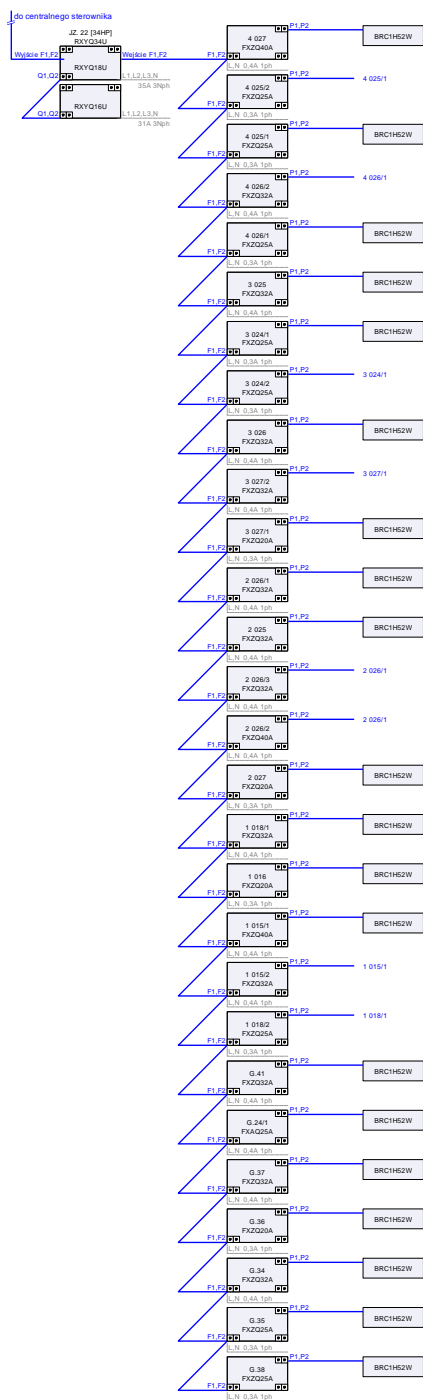 do centralnego sterownika
JZ. 22 [34HP]
RXYQ34U
Wyjście F1,F2
Wejście F1,F2
RXYQ18U
Q1,Q2
L1,L2,L3,N
35A 3Nph
RXYQ16U
Q1,Q2
L1,L2,L3,N
31A 3Nph
P1,P2
4 027
FXZQ40A
BRC1H52W
F1,F2
L,N 0,4A 1ph
P1,P2
4 025/2
FXZQ25A
4 025/1
F1,F2
L,N 0,3A 1ph
P1,P2
4 025/1
FXZQ25A
BRC1H52W
F1,F2
L,N 0,3A 1ph
P1,P2
4 026/2
FXZQ32A
4 026/1
F1,F2
L,N 0,4A 1ph
P1,P2
4 026/1
FXZQ25A
BRC1H52W
F1,F2
L,N 0,3A 1ph
P1,P2
3 025
FXZQ32A
BRC1H52W
F1,F2
L,N 0,4A 1ph
P1,P2
3 024/1
FXZQ25A
BRC1H52W
F1,F2
L,N 0,3A 1ph
P1,P2
3 024/2
FXZQ25A
3 024/1
F1,F2
L,N 0,3A 1ph
P1,P2
3 026
FXZQ32A
BRC1H52W
F1,F2
L,N 0,4A 1ph
P1,P2
3 027/2
FXZQ32A
3 027/1
F1,F2
L,N 0,4A 1ph
P1,P2
3 027/1
FXZQ20A
BRC1H52W
F1,F2
L,N 0,3A 1ph
P1,P2
2 026/1
FXZQ32A
BRC1H52W
F1,F2
L,N 0,4A 1ph
P1,P2
2 025
FXZQ32A
BRC1H52W
F1,F2
L,N 0,4A 1ph
P1,P2
2 026/3
FXZQ32A
2 026/1
F1,F2
L,N 0,4A 1ph
P1,P2
2 026/2
FXZQ40A
2 026/1
F1,F2
L,N 0,4A 1ph
P1,P2
2 027
FXZQ20A
BRC1H52W
F1,F2
L,N 0,3A 1ph
P1,P2
1 018/1
FXZQ32A
BRC1H52W
F1,F2
L,N 0,4A 1ph
P1,P2
1 016
FXZQ20A
BRC1H52W
F1,F2
L,N 0,3A 1ph
P1,P2
1 015/1
FXZQ40A
BRC1H52W
F1,F2
L,N 0,4A 1ph
P1,P2
1 015/2
FXZQ32A
1 015/1
F1,F2
L,N 0,4A 1ph
P1,P2
1 018/2
FXZQ25A
1 018/1
F1,F2
L,N 0,3A 1ph
P1,P2
G.41
FXZQ32A
BRC1H52W
F1,F2
L,N 0,4A 1ph
P1,P2
G.24/1
FXAQ25A
BRC1H52W
F1,F2
L,N 0,4A 1ph
P1,P2
G.37
FXZQ32A
BRC1H52W
F1,F2
L,N 0,4A 1ph
P1,P2
G.36
FXZQ20A
BRC1H52W
F1,F2
L,N 0,3A 1ph
P1,P2
G.34
FXZQ32A
BRC1H52W
F1,F2
L,N 0,4A 1ph
P1,P2
G.35
FXZQ25A
BRC1H52W
F1,F2
L,N 0,3A 1ph
P1,P2
G.38
FXZQ25A
BRC1H52W
F1,F2
L,N 0,3A 1ph